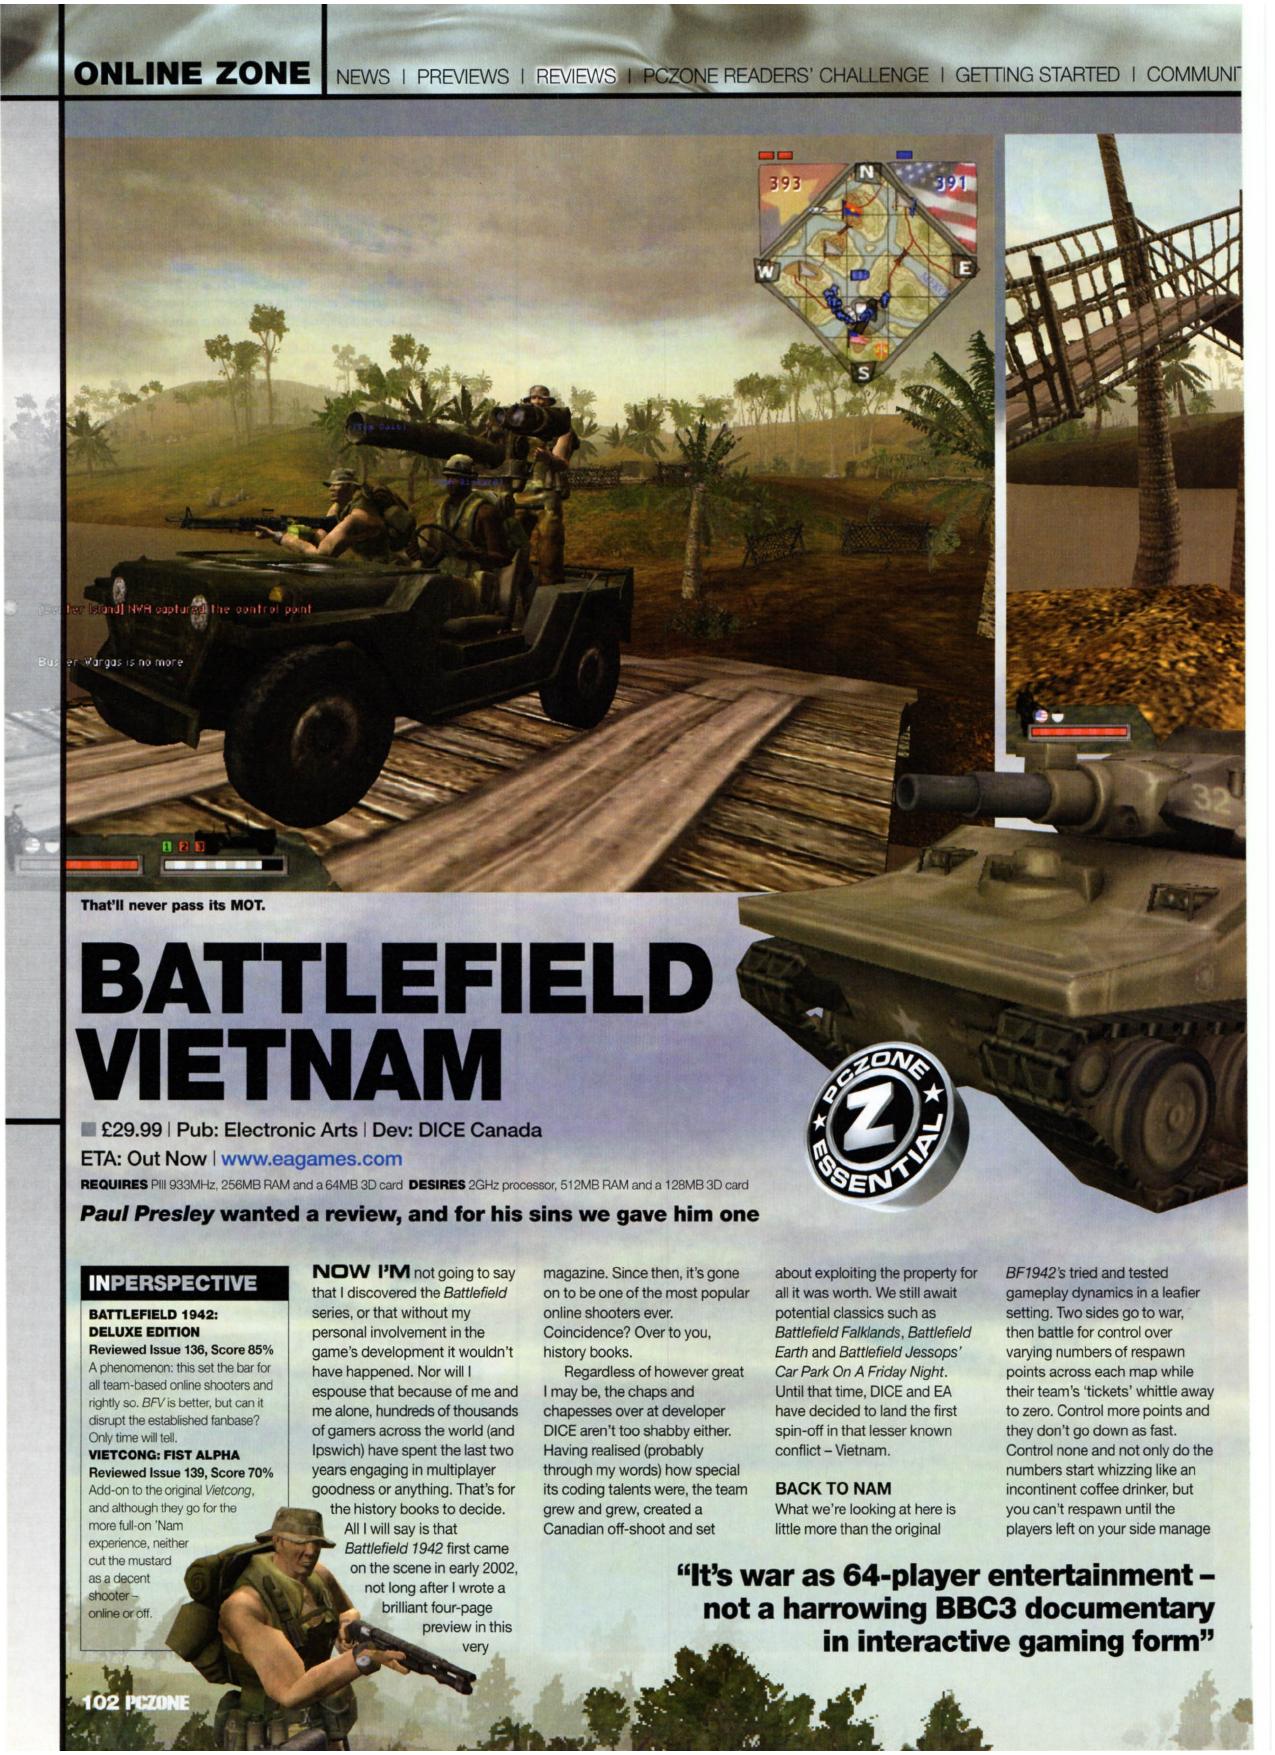 ONLINE ZONE
NEWS | PREVIEWS | REVIEWS | PCZONE READERS' CHALLENGE | GETTING STARTED | COMMUNI
393
391
N
W
E
S
NVA captured the control point
Buster Vargas is no more
1 2 3
32
That'll never pass its MOT.
BATTLEFIELD
VIETNAM
£29.99 | Pub: Electronic Arts | Dev: DICE Canada
ETA: Out Now | www.eagames.com
REQUIRES PIII 933MHz, 256MB RAM and a 64MB 3D card DESIRES 2GHz processor, 512MB RAM and a 128MB 3D card
Paul Presley wanted a review, and for his sins we gave him one
PCZONE
Z
ESSENTIAL
INPERSPECTIVE
BATTLEFIELD 1942:
DELUXE EDITION
Reviewed Issue 136, Score 85%
A phenomenon: this set the bar for
all team-based online shooters and
rightly so. BFV is better, but can it
disrupt the established fanbase?
Only time will tell.
VIETCONG: FIST ALPHA
Reviewed Issue 139, Score 70%
Add-on to the original Vietcong,
and although they go for the
more full-on 'Nam
experience, neither
cut the mustard
as a decent
shooter –
online or off.
NOW I'M not going to say
that I discovered the Battlefield
series, or that without my
personal involvement in the
game's development it wouldn't
have happened. Nor will I
espouse that because of me and
me alone, hundreds of thousands
of gamers across the world (and
Ipswich) have spent the last two
years engaging in multiplayer
goodness or anything. That's for
the history books to decide.
All I will say is that
Battlefield 1942 first came
on the scene in early 2002,
not long after I wrote a
brilliant four-page
preview in this
very
magazine. Since then, it's gone
on to be one of the most popular
online shooters ever.
Coincidence? Over to you,
history books.
Regardless of however great
I may be, the chaps and
chapesses over at developer
DICE aren't too shabby either.
Having realised (probably
through my words) how special
its coding talents were, the team
grew and grew, created a
Canadian off-shoot and set
about exploiting the property for
all it was worth. We still await
potential classics such as
Battlefield Falklands, Battlefield
Earth and Battlefield Jessops'
Car Park On A Friday Night.
Until that time, DICE and EA
have decided to land the first
spin-off in that lesser known
conflict – Vietnam.
BACK TO NAM
What we're looking at here is
little more than the original
BF1942's tried and tested
gameplay dynamics in a leafier
setting. Two sides go to war,
then battle for control over
varying numbers of respawn
points across each map while
their team's 'tickets' whittle away
to zero. Control more points and
they don't go down as fast.
Control none and not only do the
numbers start whizzing like an
incontinent coffee drinker, but
you can't respawn until the
players left on your side manage
“It's war as 64-player entertainment –
not a harrowing BBC3 documentary
in interactive gaming form”
102 PCZONE